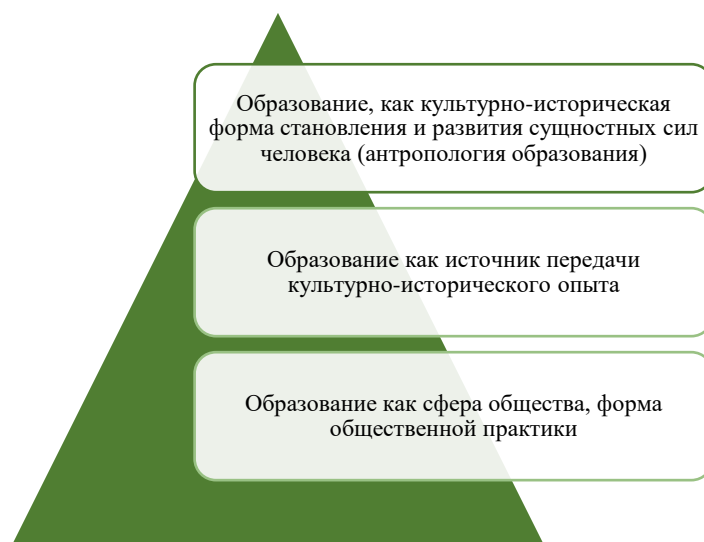 Образование, как культурно-историческая
форма становления и развития сущностных сил
человека (антропология образования)
Образование как источник передачи
культурно-исторического опыта
Образование как сфера общества, форма
общественной практики